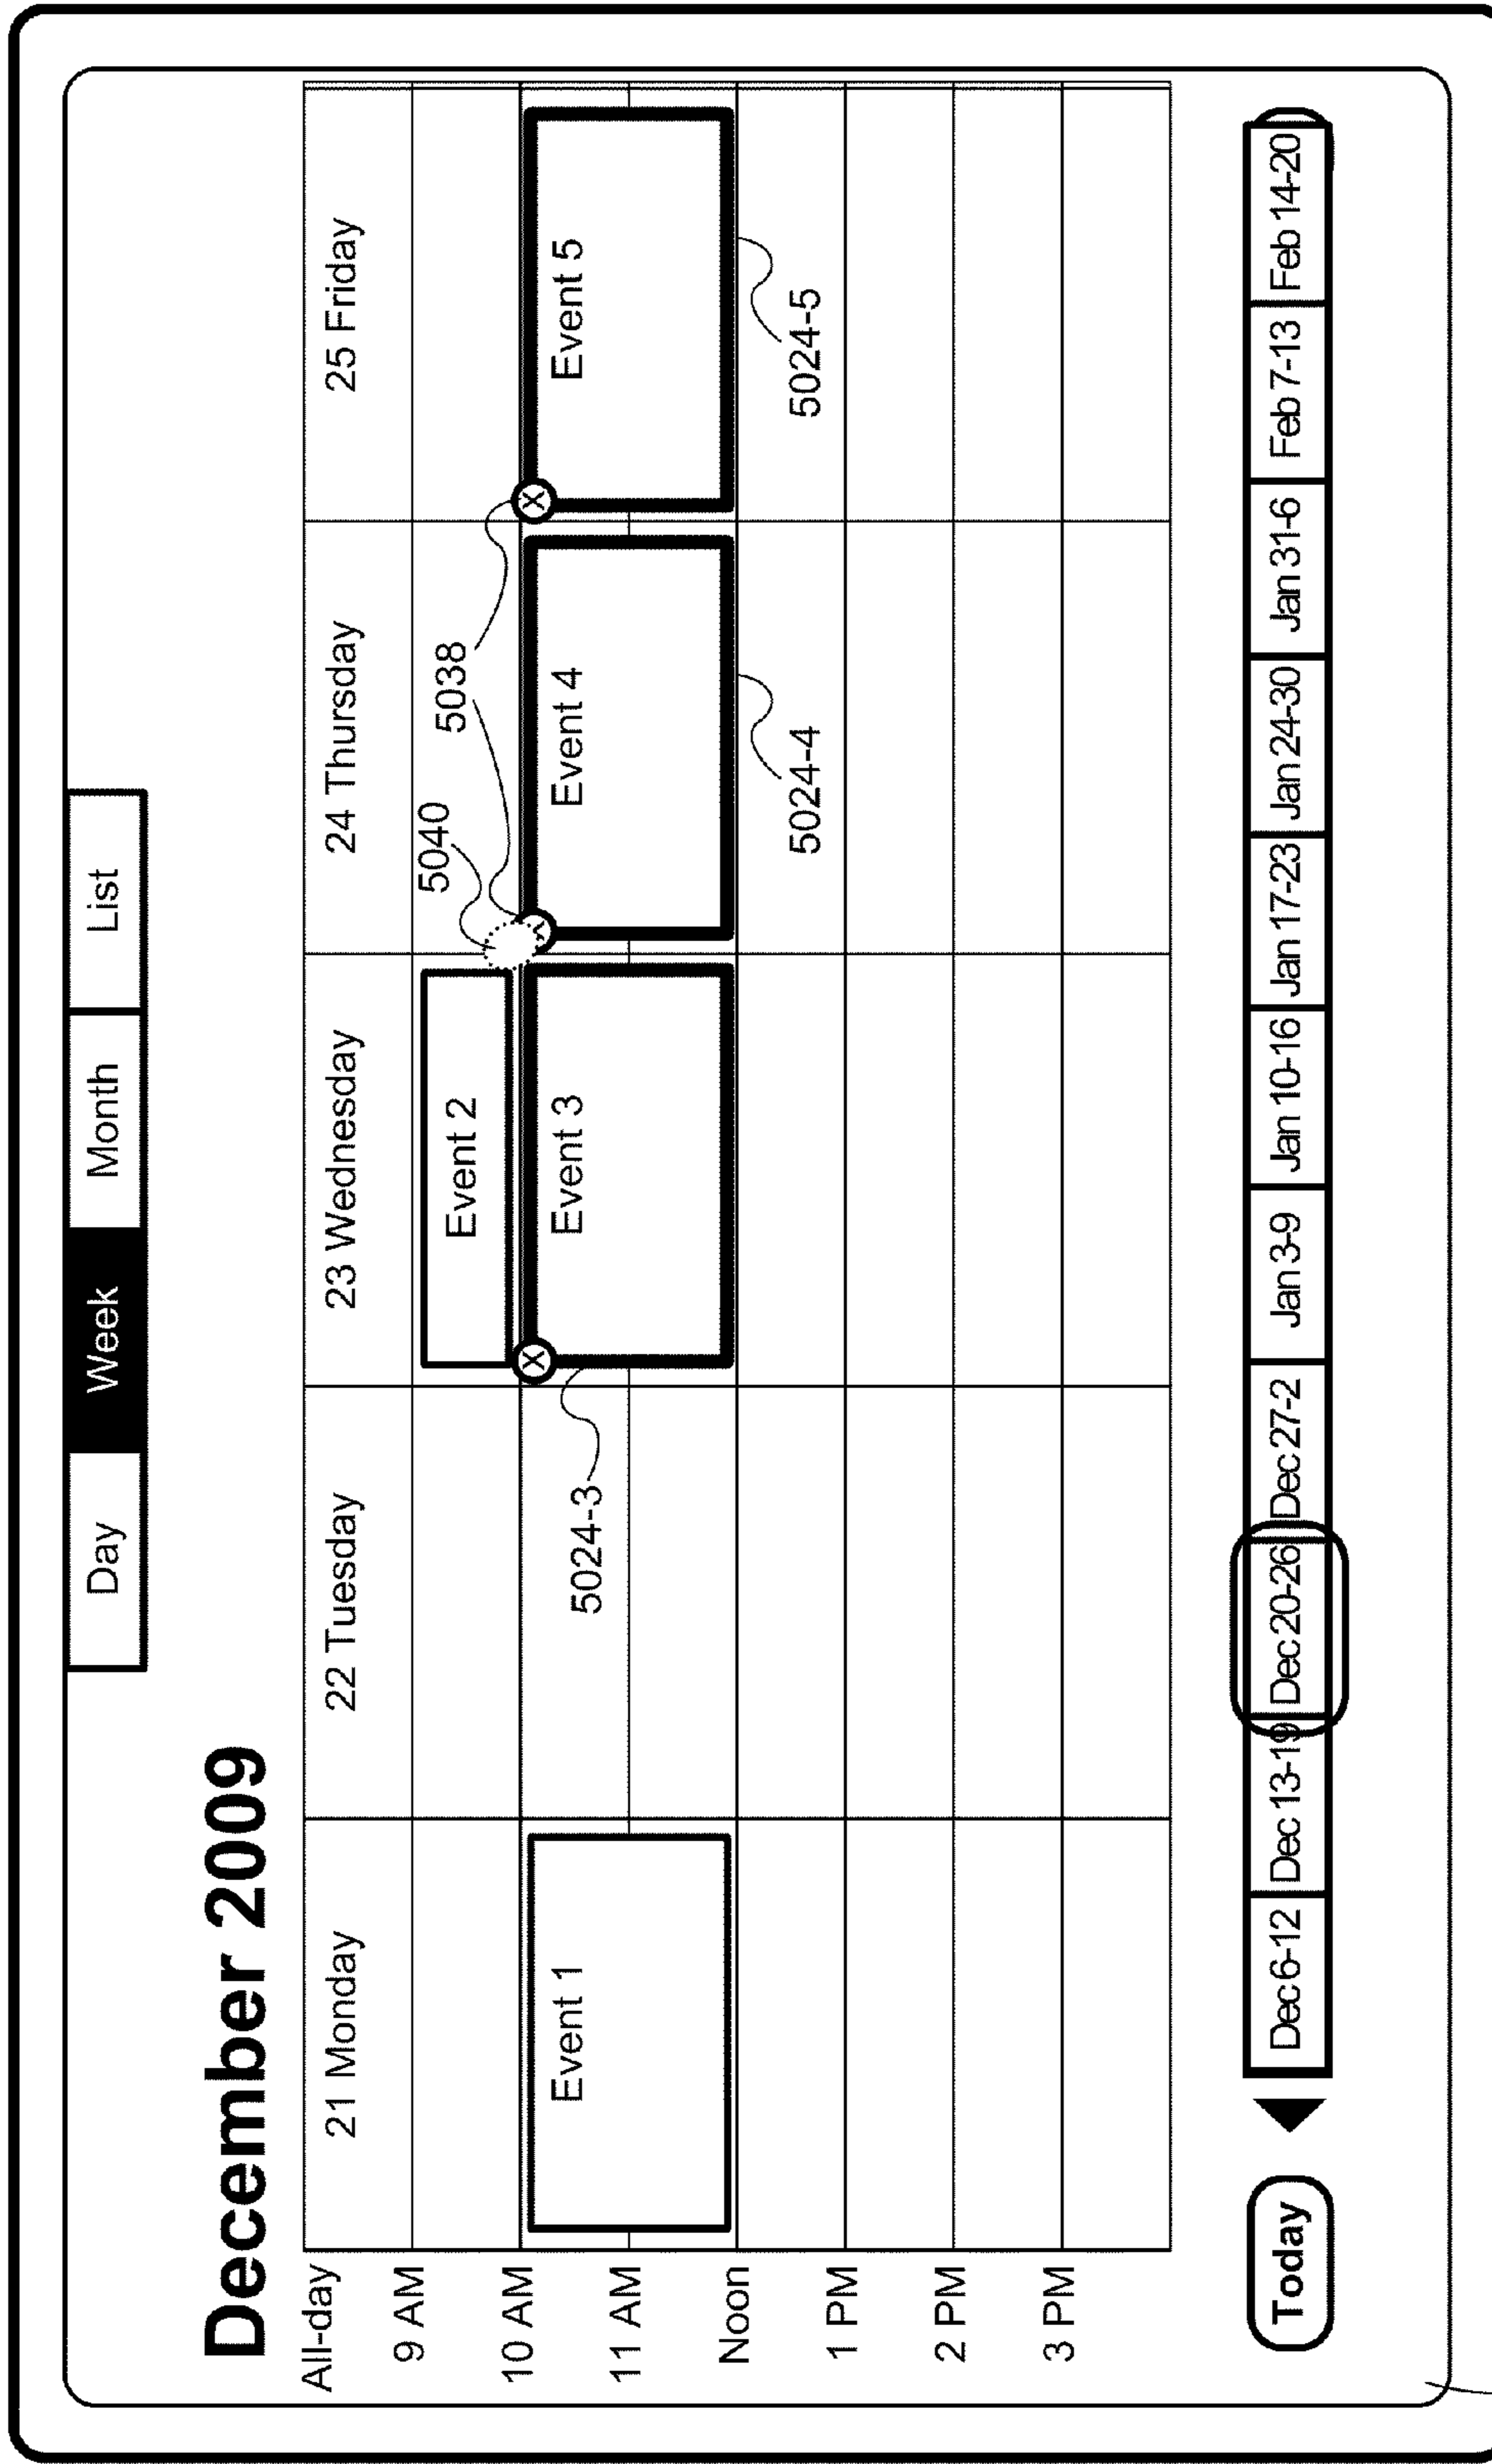 Day Week Month List
December 2009
21 Monday 22 Tuesday 23 Wednesday 24 Thursday 25 Friday
All-day
9 AM
10 AM
11 AM
Noon
1 PM
2 PM
3 PM
5040
5038
Event 2
X
X
X
Event 1
Event 3
Event 4
Event 5
5024-3
5024-4
5024-5
Today Dec 6-12 Dec 13-19 Dec 20-26 Dec 27-2 Jan 3-9 Jan 10-16 Jan 17-23 Jan 24-30 Jan 31-6 Feb 7-13 Feb 14-20